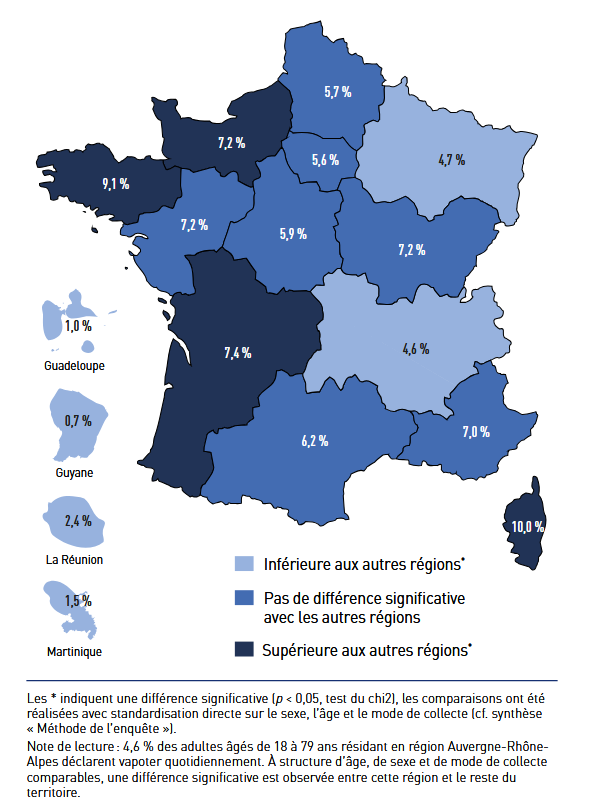 5,7 %
7,2 %
5,6 %
4,7 %
9,1 %
7,2 %
5,9 %
7,2 %
1,0 %
Guadeloupe
7,4 %
4,6 %
0,7 %
Guyane
6,2 %
7,0 %
2,4 %
La Réunion
10,0 %
1,5 %
Martinique
Inférieure aux autres régions*
Pas de différence significative
avec les autres régions
Supérieure aux autres régions*
Les * indiquent une différence significative (p < 0,05, test du chi2), les comparaisons ont été
réalisées avec standardisation directe sur le sexe, l'âge et le mode de collecte (cf. synthèse
« Méthode de l'enquête »).
Note de lecture : 4,6 % des adultes âgés de 18 à 79 ans résidant en région Auvergne-Rhône-
Alpes déclarent vapoter quotidiennement. À structure d'âge, de sexe et de mode de collecte
comparables, une différence significative est observée entre cette région et le reste du
territoire.